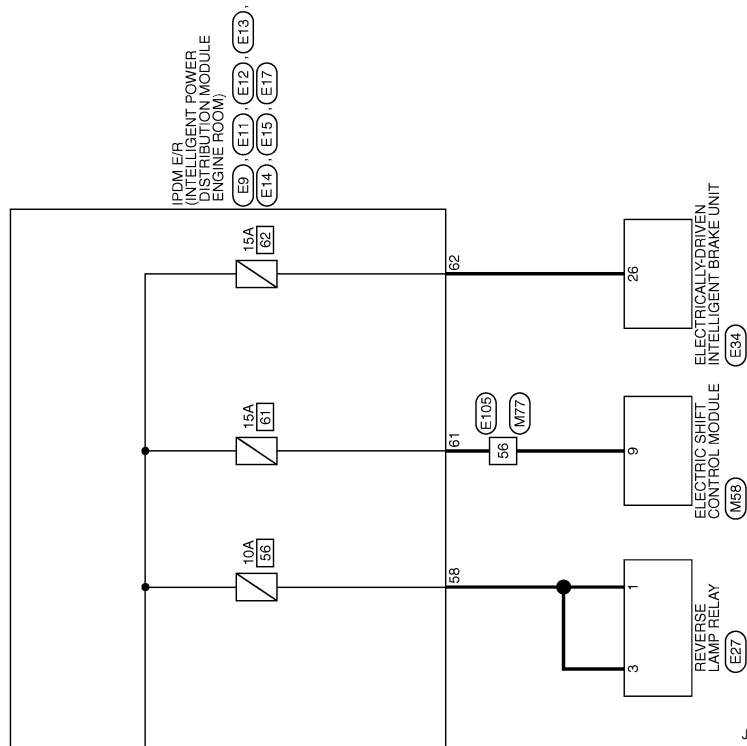 IPDM E/R
(INTELLIGENT POWER
DISTRIBUTION MODULE
ENGINE ROOM)
E9 , E11 , E12 , E13 ,
E14 , E15 , E17
15A
62
15A
61
10A
56
62
61
58
E105
56
M77
26
9
1
3
ELECTRICALLY-DRIVEN
INTELLIGENT BRAKE UNIT
E34
ELECTRIC SHIFT
CONTROL MODULE
M58
REVERSE
LAMP RELAY
E27
J